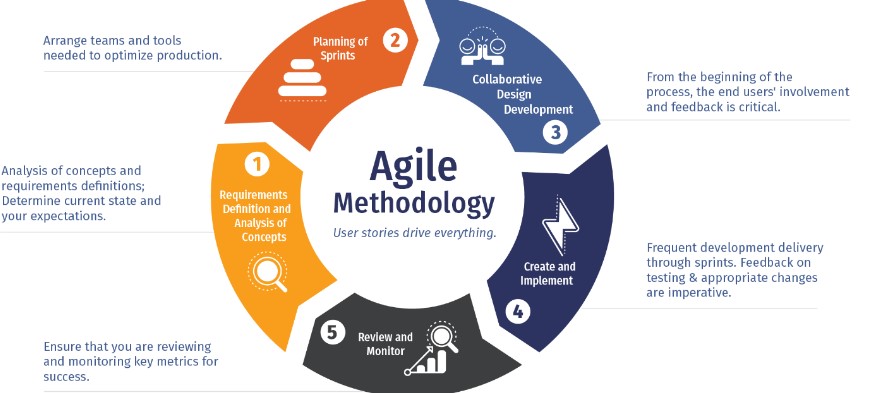 Agile
Methodology
User stories drive everything.
1
Requirements
Definition and
Analysis of
Concepts
Analysis of concepts and
requirements definitions;
Determine current state and
your expectations.
2
Planning of
Sprints
Arrange teams and tools
needed to optimize production.
Collaborative
Design
Development
3
From the beginning of the
process, the end users' involvement
and feedback is critical.
Create and
Implement
4
Frequent development delivery
through sprints. Feedback on
testing & appropriate changes
are imperative.
5
Review and
Monitor
Ensure that you are reviewing
and monitoring key metrics for
success.